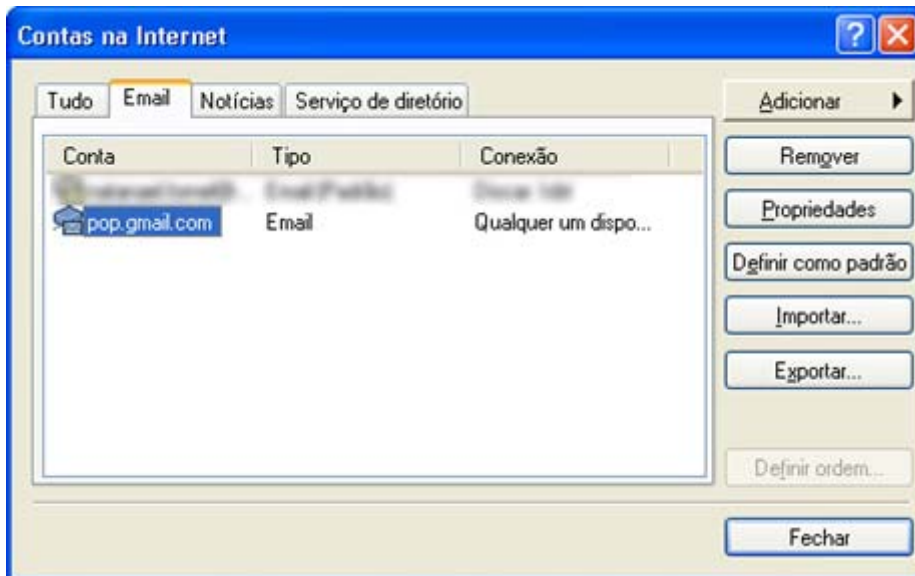 Contas na Internet
Tudo Email Notícias Serviço de diretório
Conta Tipo Conexão
pop.gmail.com Email Qualquer um dispo...
Adicionar
Remover
Propriedades
Definir como padrão
Importar...
Exportar...
Definir ordem...
Fechar